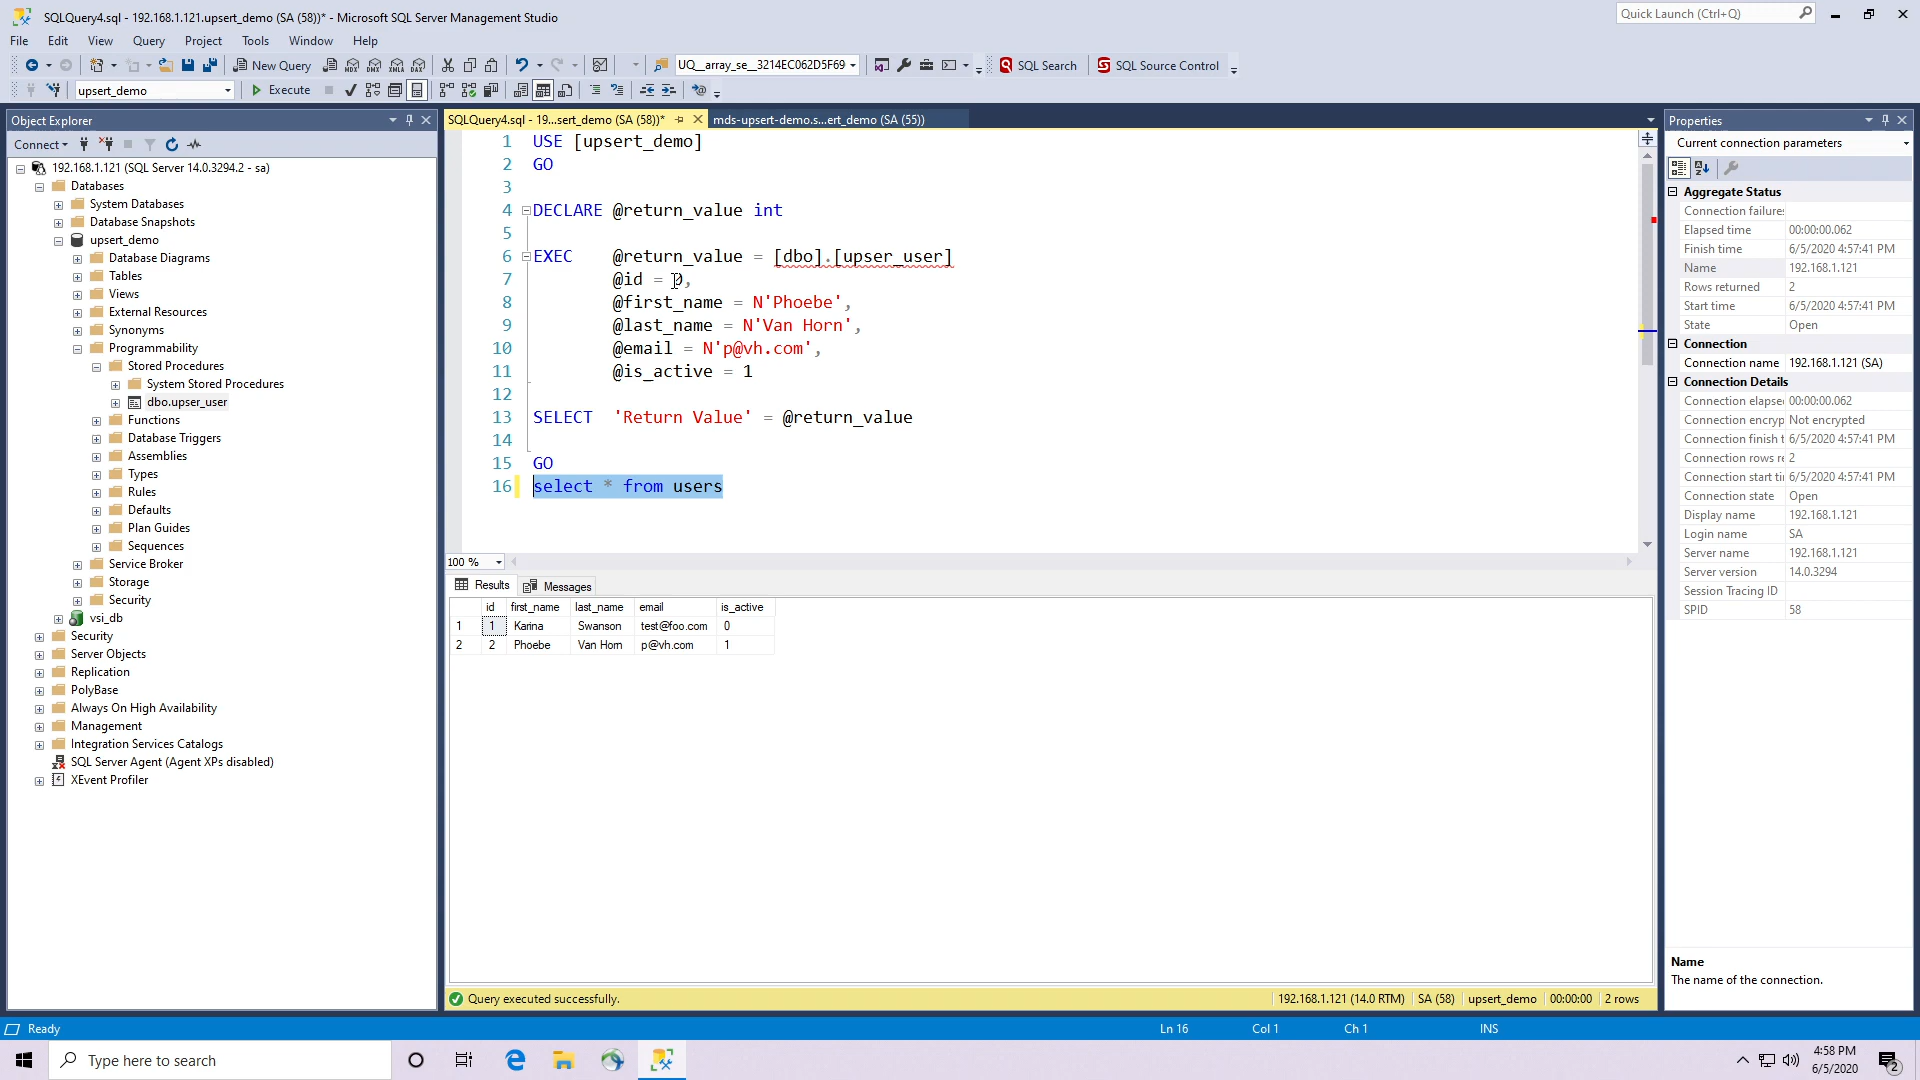 SQLQuery4.sql - 192.168.1.121.upsert_demo (SA (58))* - Microsoft SQL Server Management Studio
Quick Launch (Ctrl+Q)
File Edit View Query Project Tools Window Help
New Query
MDX DMX XMLA DAX
UQ__array_se__3214EC062D5F69
SQL Search
SQL Source Control
upsert_demo
Execute
Object Explorer
Connect
192.168.1.121 (SQL Server 14.0.3294.2 - sa)
Databases
System Databases
Database Snapshots
upsert_demo
Database Diagrams
Tables
Views
External Resources
Synonyms
Programmability
Stored Procedures
System Stored Procedures
dbo.upser_user
Functions
Database Triggers
Assemblies
Types
Rules
Defaults
Plan Guides
Sequences
Service Broker
Storage
Security
vsi_db
Security
Server Objects
Replication
PolyBase
Always On High Availability
Management
Integration Services Catalogs
SQL Server Agent (Agent XPs disabled)
XEvent Profiler
SQLQuery4.sql - 19...sert_demo (SA (58))*
mds-upsert-demo.s...ert_demo (SA (55))
1 USE [upsert_demo]
2 GO
3
4 DECLARE @return_value int
5
6 EXEC @return_value = [dbo].[upser_user]
7 @id = 0,
8 @first_name = N'Phoebe',
9 @last_name = N'Van Horn',
10 @email = N'p@vh.com',
11 @is_active = 1
12
13 SELECT 'Return Value' = @return_value
14
15 GO
16 select * from users
100 %
Results Messages
id first_name last_name email is_active
1 1 Karina Swanson test@foo.com 0
2 2 Phoebe Van Horn p@vh.com 1
Query executed successfully.
192.168.1.121 (14.0 RTM) SA (58) upsert_demo 00:00:00 2 rows
Properties
Current connection parameters
Aggregate Status
Connection failures
Elapsed time 00:00:00.062
Finish time 6/5/2020 4:57:41 PM
Name 192.168.1.121
Rows returned 2
Start time 6/5/2020 4:57:41 PM
State Open
Connection
Connection name 192.168.1.121 (SA)
Connection Details
Connection elapse 00:00:00.062
Connection encryp Not encrypted
Connection finish t 6/5/2020 4:57:41 PM
Connection rows re 2
Connection start ti 6/5/2020 4:57:41 PM
Connection state Open
Display name 192.168.1.121
Login name SA
Server name 192.168.1.121
Server version 14.0.3294
Session Tracing ID
SPID 58
Name
The name of the connection.
Ready
Ln 16 Col 1 Ch 1 INS
Type here to search
4:58 PM
6/5/2020
2